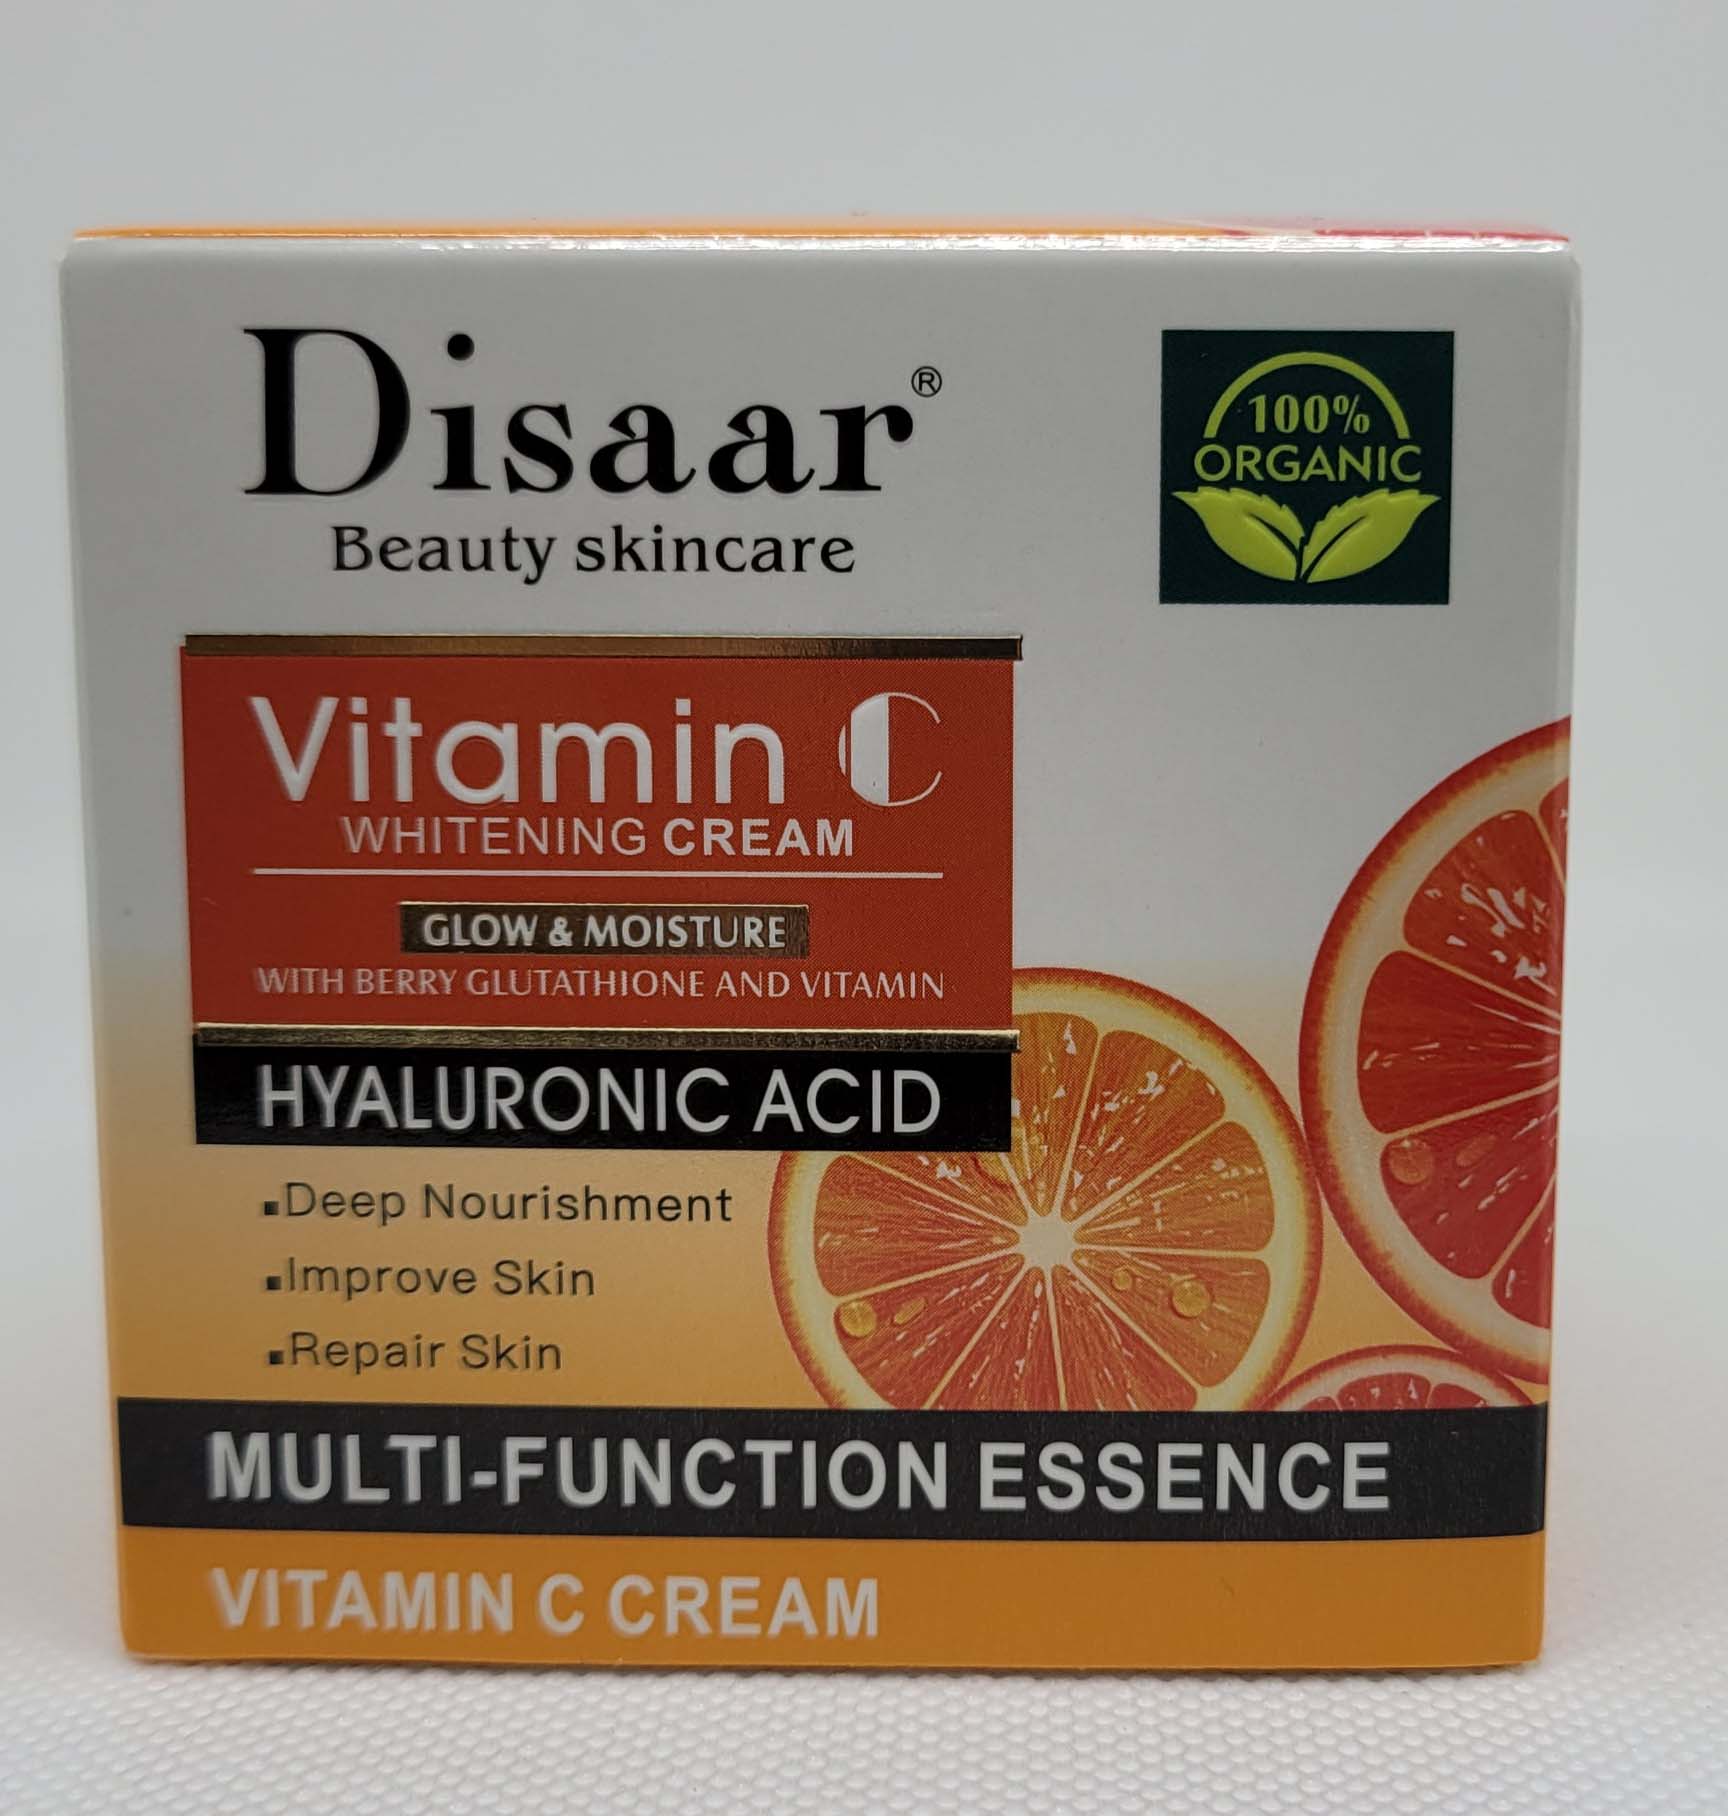 Disaar®
Beauty skincare
100%
ORGANIC
Vitamin C
WHITENING CREAM
GLOW & MOISTURE
WITH BERRY GLUTATHIONE AND VITAMIN
HYALURONIC ACID
▪Deep Nourishment
▪Improve Skin
▪Repair Skin
MULTI-FUNCTION ESSENCE
VITAMIN C CREAM